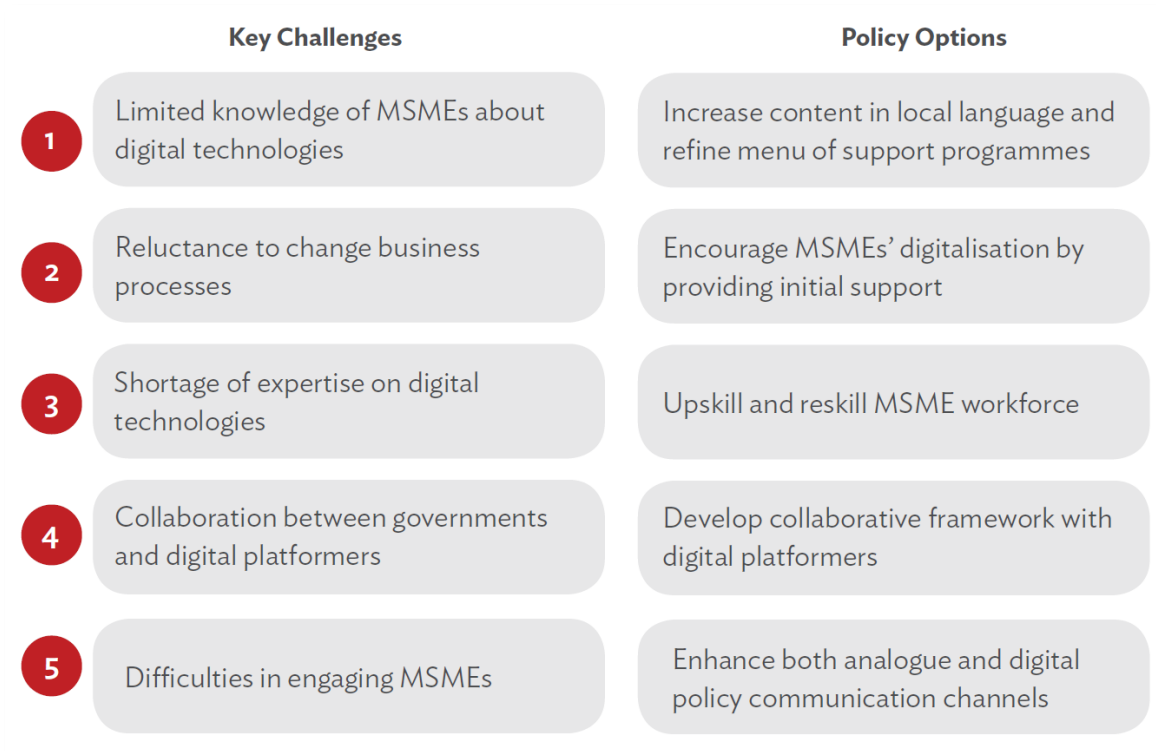 Key Challenges
Policy Options
1
Limited knowledge of MSMEs about
digital technologies
Increase content in local language and
refine menu of support programmes
2
Reluctance to change business
processes
Encourage MSMEs’ digitalisation by
providing initial support
3
Shortage of expertise on digital
technologies
Upskill and reskill MSME workforce
4
Collaboration between governments
and digital platformers
Develop collaborative framework with
digital platformers
5
Difficulties in engaging MSMEs
Enhance both analogue and digital
policy communication channels